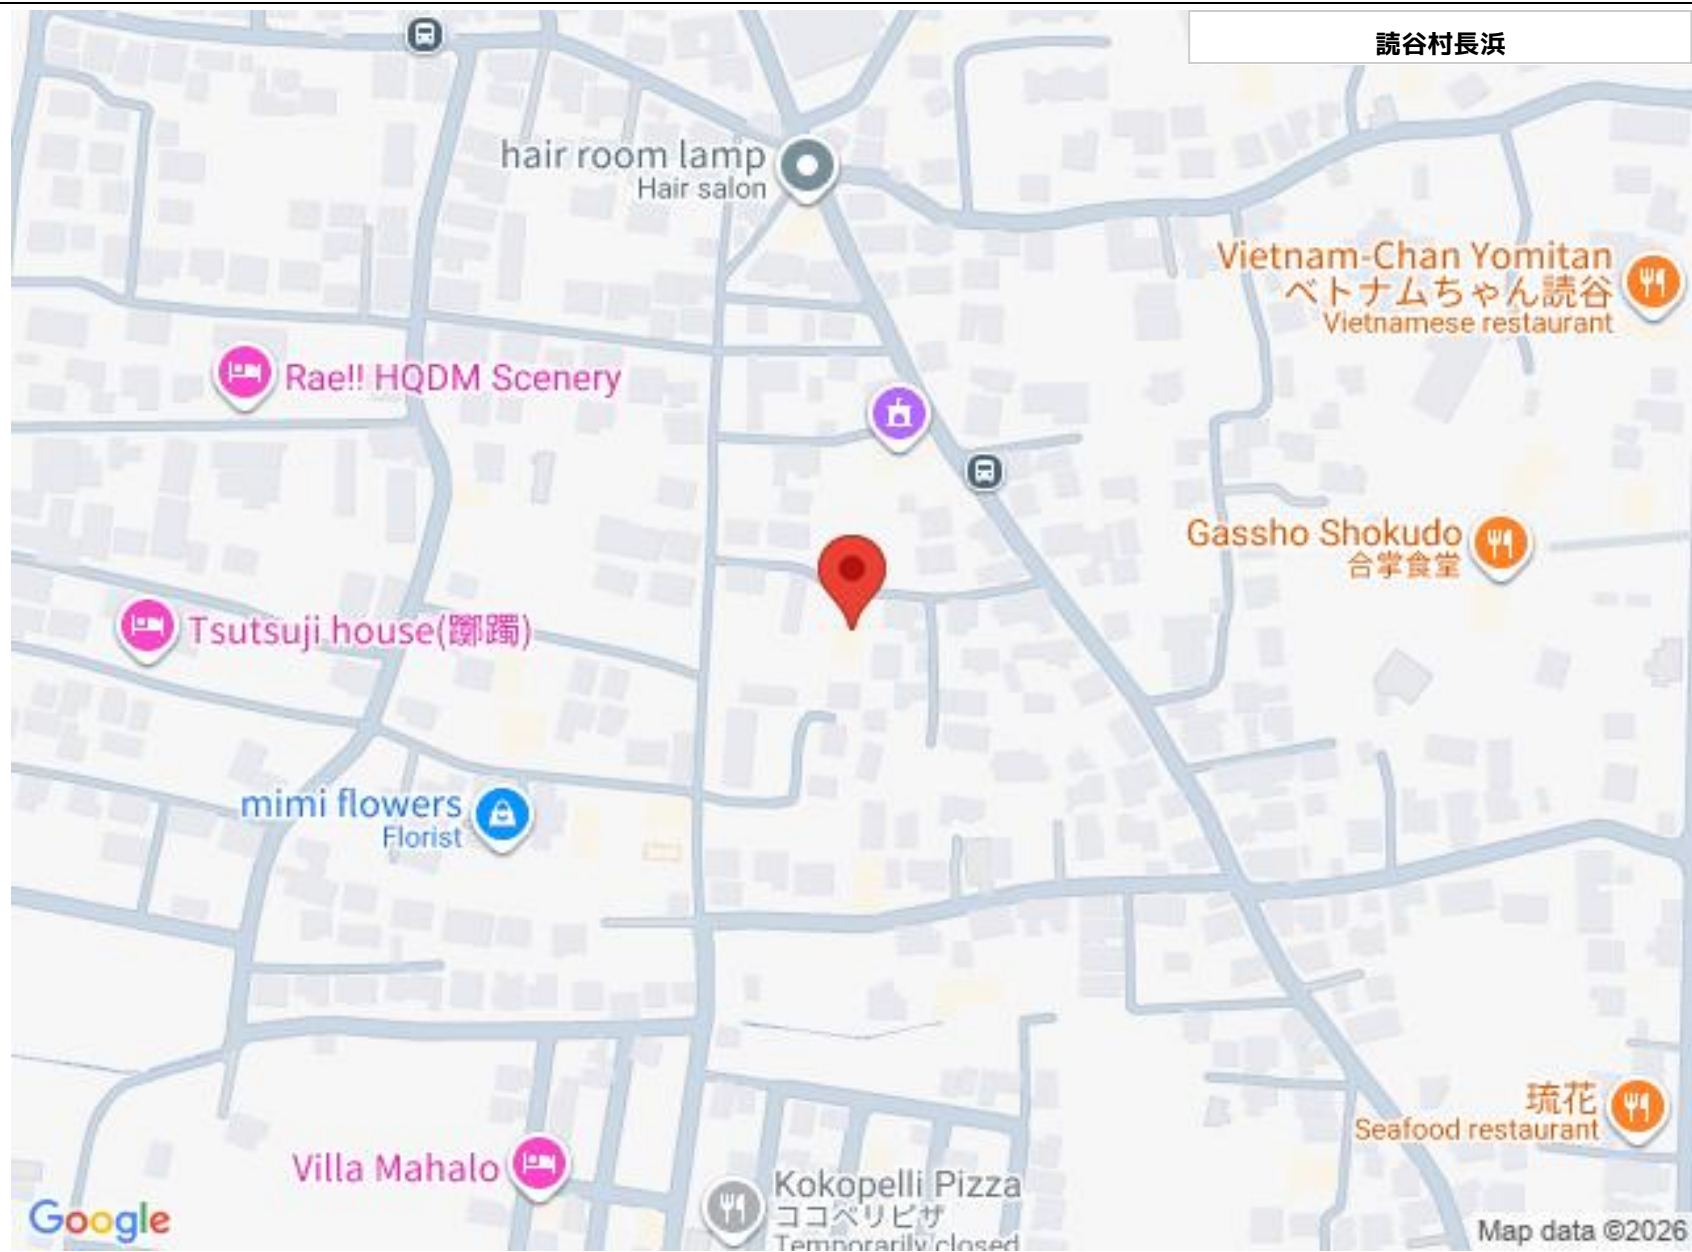 読谷村長浜
hair room lamp
Hair salon
Vietnam-Chan Yomitan
ベトナムちゃん読谷
Vietnamese restaurant
Rae!! HQDM Scenery
Gassho Shokudo
合掌食堂
Tsutsuji house(躑躅)
mimi flowers
Florist
琉花
Seafood restaurant
Villa Mahalo
Kokopelli Pizza
ココペリピザ
Temporarily closed
Google
Map data ©2026